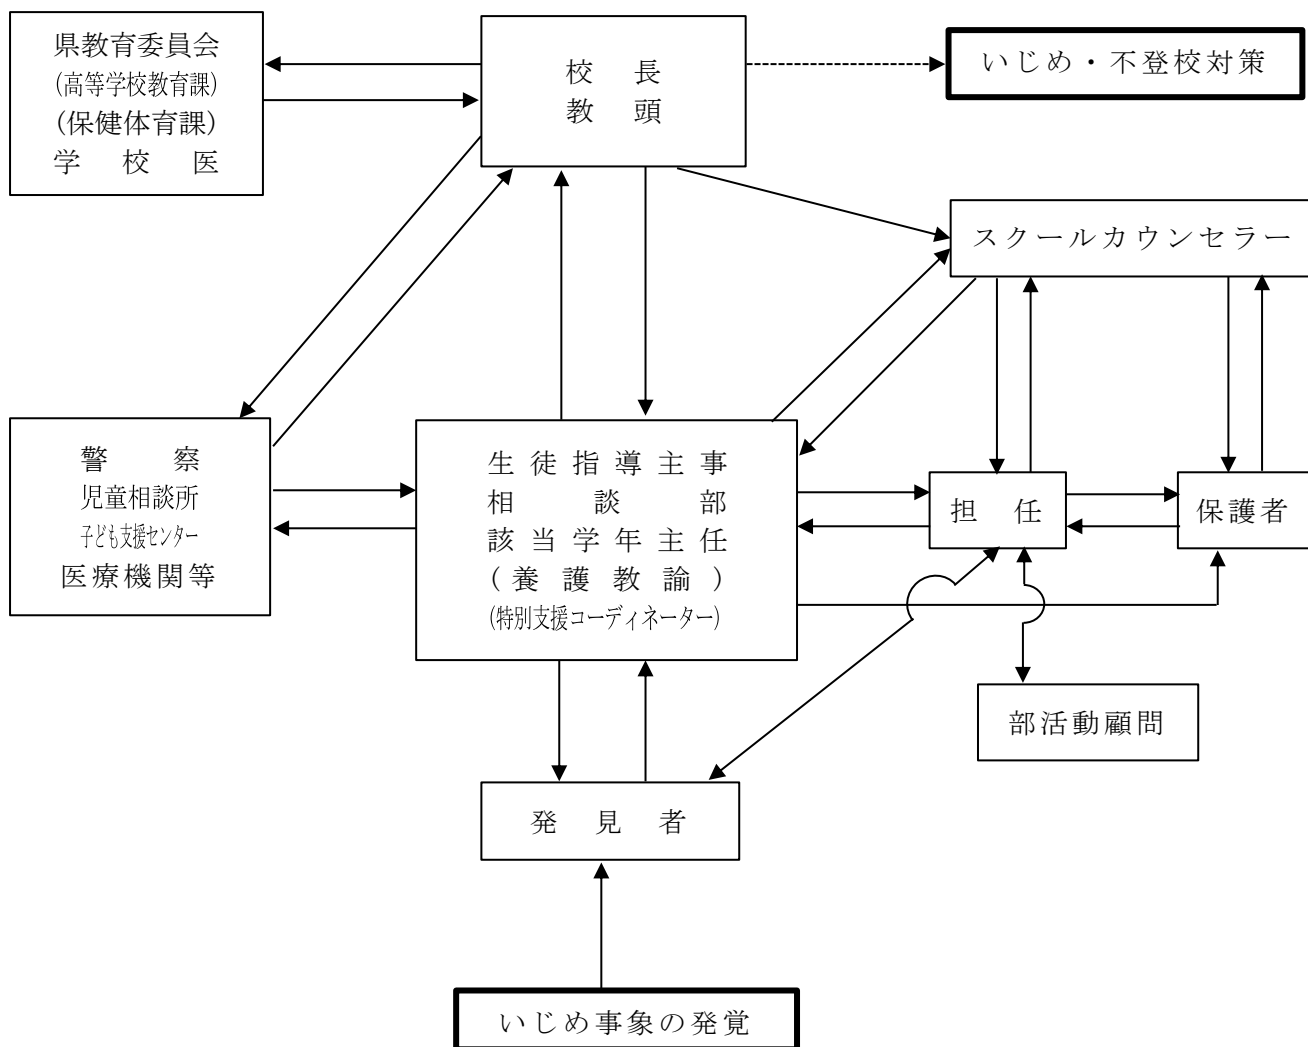 県教育委員会
(高等学校教育課)
(保健体育課)
学校医
校長
教頭
いじめ・不登校対策
スクールカウンセラー
警察
児童相談所
子ども支援センター
医療機関等
生徒指導主事
相談部
該当学年主任
(養護教諭)
(特別支援コーディネーター)
担任
保護者
部活動顧問
発見者
いじめ事象の発覚